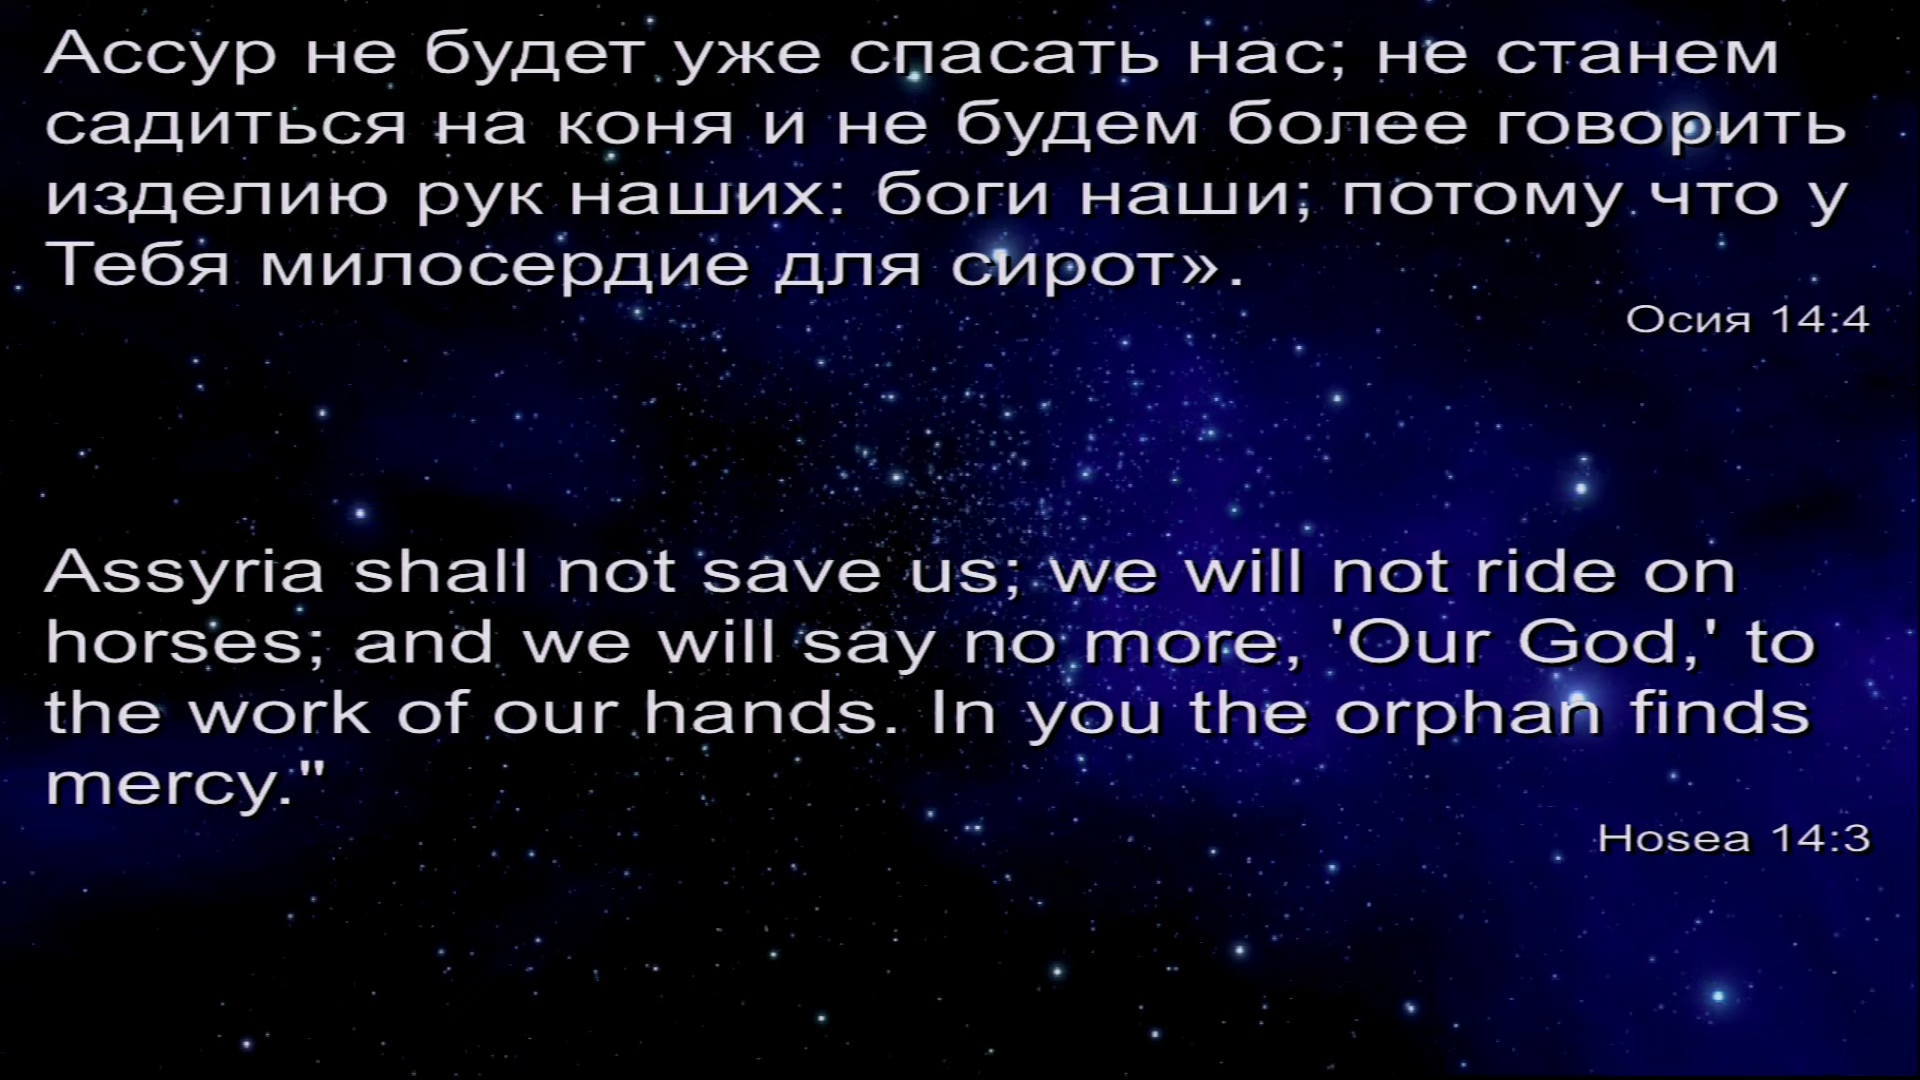 Ассур не будет уже спасать нас; не станем
садиться на коня и не будем более говорить
изделию рук наших: боги наши; потому что у
Тебя милосердие для сирот».
Осия 14:4
Assyria shall not save us; we will not ride on
horses; and we will say no more, 'Our God,' to
the work of our hands. In you the orphan finds
mercy."
Hosea 14:3